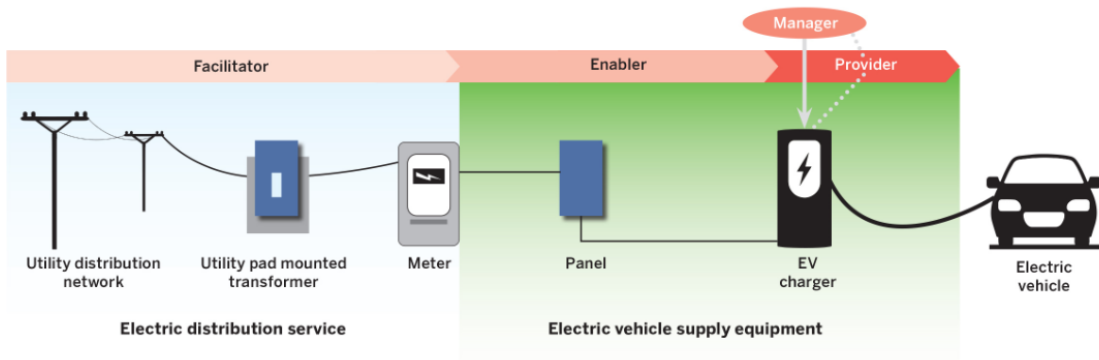 Manager
Facilitator
Enabler
Provider
Utility distribution
network
Utility pad mounted
transformer
Meter
Panel
EV
charger
Electric
vehicle
Electric distribution service
Electric vehicle supply equipment